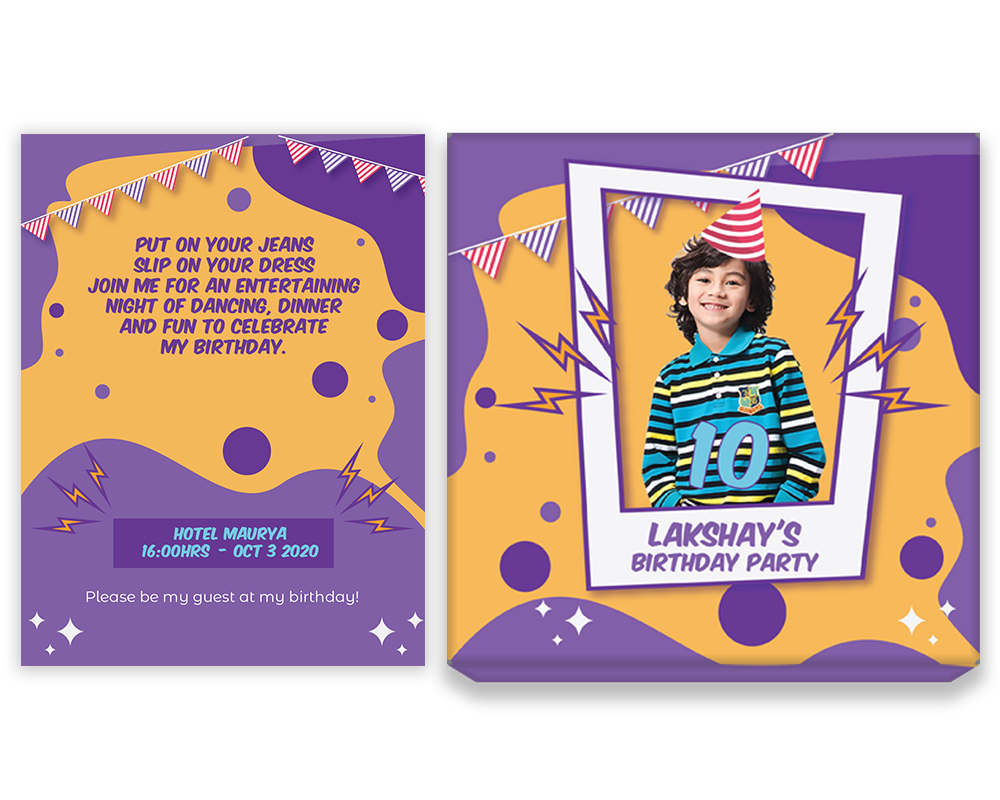 PUT ON YOUR JEANS
SLIP ON YOUR DRESS
JOIN ME FOR AN ENTERTAINING
NIGHT OF DANCING, DINNER
AND FUN TO CELEBRATE
MY BIRTHDAY.
HOTEL MAURYA
16:00HRS - OCT 3 2020
Please be my guest at my birthday!
10
LAKSHAY'S
BIRTHDAY PARTY